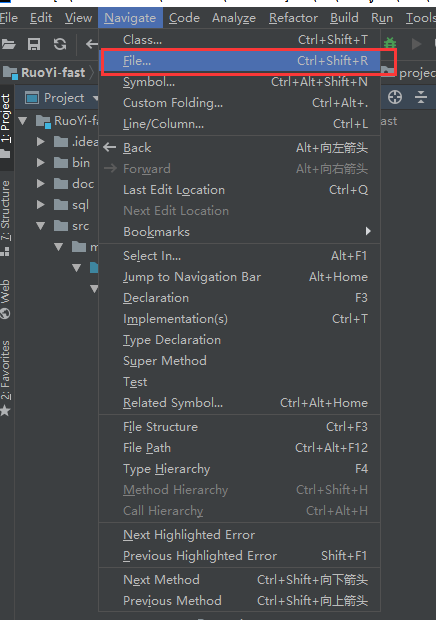 File Edit View Navigate Code Analyze Refactor Build Run Tools
Class... Ctrl+Shift+T
File... Ctrl+Shift+R
RuoYi-fast
projec
Symbol... Ctrl+Alt+Shift+N
Project
Custom Folding... Ctrl+Alt+.
Line/Column... Ctrl+L
RuoYi-fa
ast
.idea
Back Alt+向左箭头
bin
Forward Alt+向右箭头
doc
Last Edit Location Ctrl+Q
sql
Next Edit Location
src
Bookmarks
m
Select In... Alt+F1
Jump to Navigation Bar Alt+Home
Declaration F3
Implementation(s) Ctrl+T
Type Declaration
Super Method
Test
Related Symbol... Ctrl+Alt+Home
File Structure Ctrl+F3
File Path Ctrl+Alt+F12
Type Hierarchy F4
Method Hierarchy Ctrl+Shift+H
Call Hierarchy Ctrl+Alt+H
Next Highlighted Error
Previous Highlighted Error Shift+F1
Next Method Ctrl+Shift+向下箭头
Previous Method Ctrl+Shift+向上箭头
1: Project
7: Structure
Web
2: Favorites